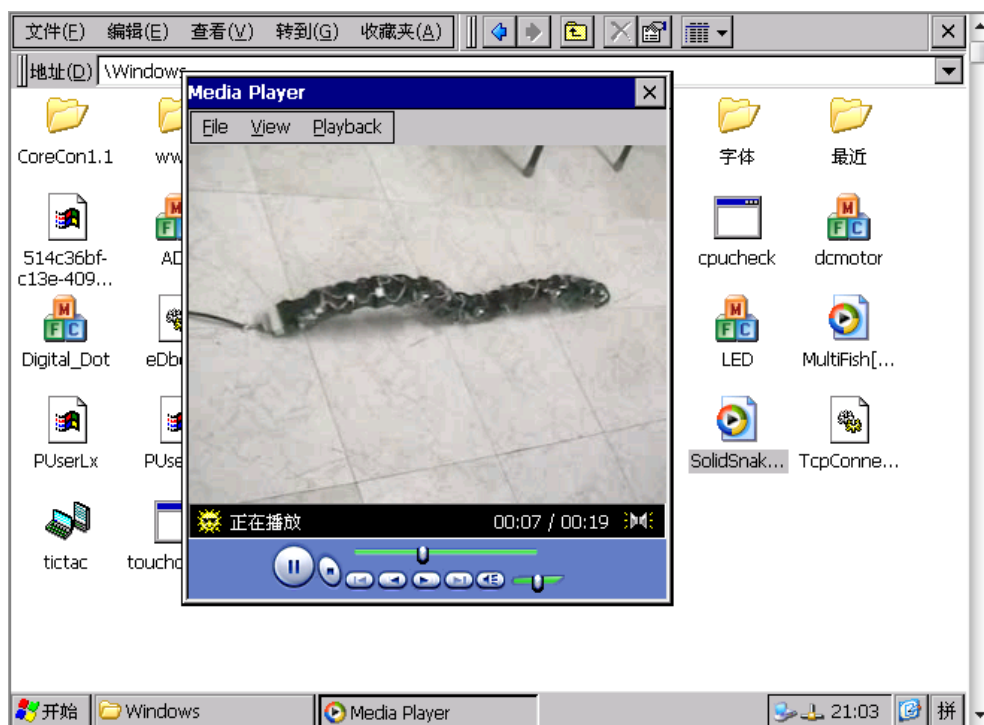 文件(F) 编辑(E) 查看(V) 转到(G) 收藏夹(A)
地址(D) \Windows
Media Player
File View Playback
CoreCon1.1
字体
最近
514c36bf-
c13e-409...
cpucheck
dcmotor
Digital_Dot
LED
MultiFish[...
PUserLx
SolidSnak...
TcpConne...
正在播放 00:07 / 00:19
tictac
开始 Windows Media Player 21:03 拼